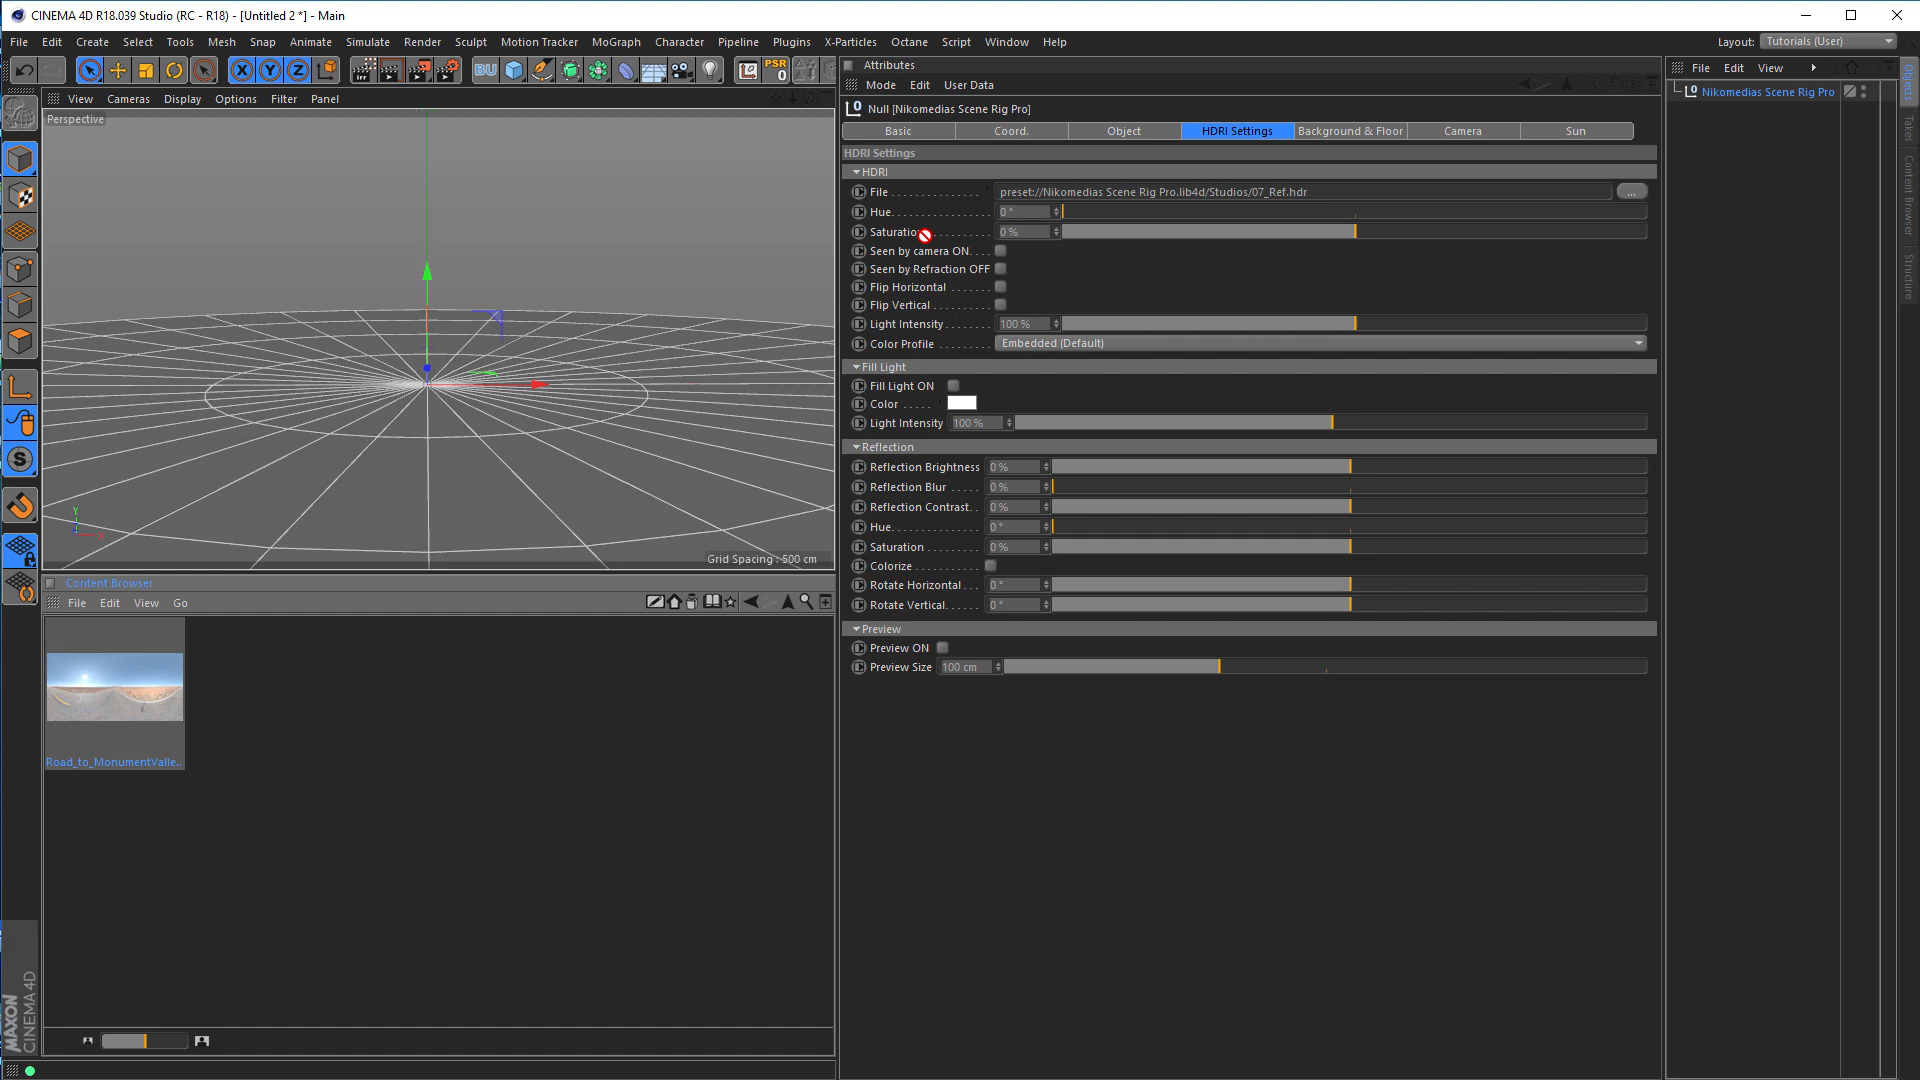 CINEMA 4D R18.039 Studio (RC - R18) - [Untitled 2 *] - Main
File Edit Create Select Tools Mesh Snap Animate Simulate Render Sculpt Motion Tracker MoGraph Character Pipeline Plugins X-Particles Octane Script Window Help
Layout: Tutorials (User)
X Y Z BU PSR 0
View Cameras Display Options Filter Panel
Perspective
Y
Z
X
Grid Spacing : 500 cm
S
Content Browser
File Edit View Go
Road_to_MonumentValle..
MAXON
CINEMA 4D
Attributes
Mode Edit User Data
Null [Nikomedias Scene Rig Pro]
Basic Coord. Object HDRI Settings Background & Floor Camera Sun
HDRI Settings
HDRI
File preset://Nikomedias Scene Rig Pro.lib4d/Studios/07_Ref.hdr ...
Hue 0 °
Saturation 0 %
Seen by camera ON
Seen by Refraction OFF
Flip Horizontal
Flip Vertical
Light Intensity 100 %
Color Profile Embedded (Default)
Fill Light
Fill Light ON
Color
Light Intensity 100 %
Reflection
Reflection Brightness 0 %
Reflection Blur 0 %
Reflection Contrast 0 %
Hue 0 °
Saturation 0 %
Colorize
Rotate Horizontal 0 °
Rotate Vertical 0 °
Preview
Preview ON
Preview Size 100 cm
File Edit View
Nikomedias Scene Rig Pro
Objects
Takes
Content Browser
Structure